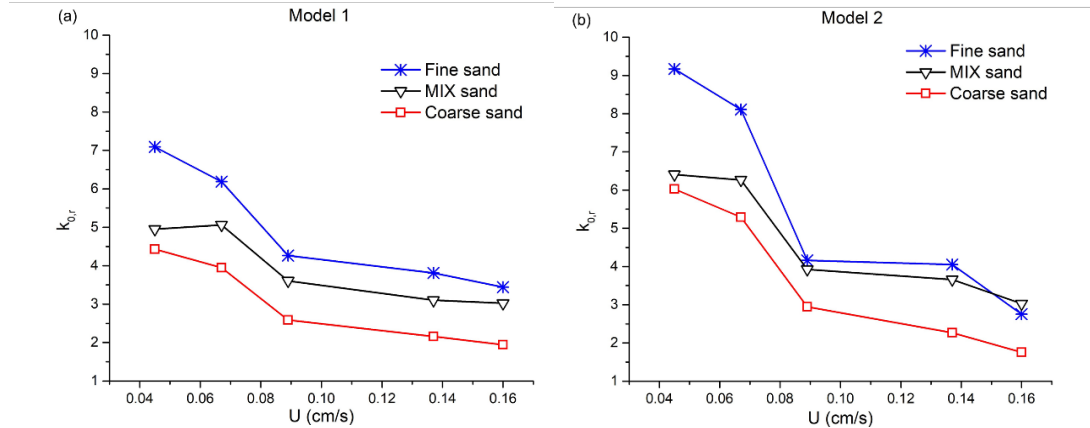 (a)
Model 1
Fine sand
MIX sand
Coarse sand
10
9
8
7
6
5
4
3
2
1
k0,r
0.04 0.06 0.08 0.10 0.12 0.14 0.16
U (cm/s)
(b)
Model 2
Fine sand
MIX sand
Coarse sand
10
9
8
7
6
5
4
3
2
1
k0,r
0.04 0.06 0.08 0.10 0.12 0.14 0.16
U (cm/s)